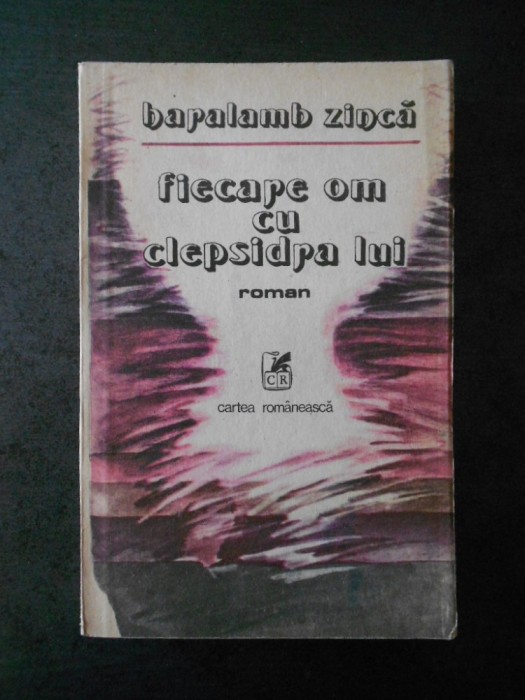 haralamb zincă
fiecare om
cu
clepsidra lui
roman
CR
cartea românească